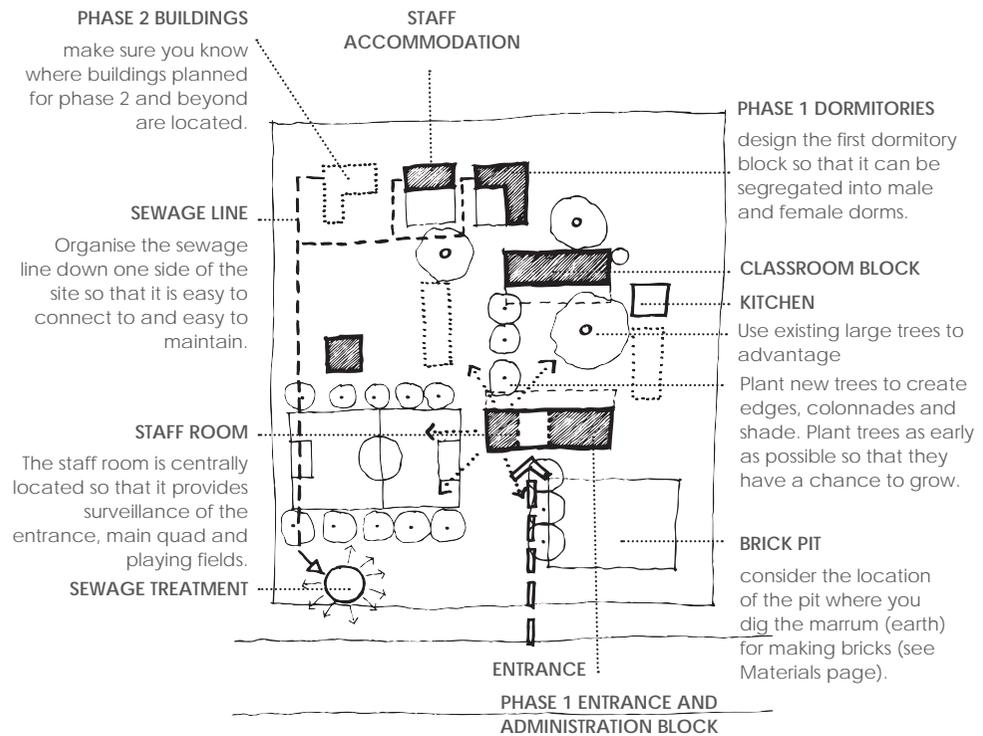 PHASE 2 BUILDINGS
make sure you know
where buildings planned
for phase 2 and beyond
are located.
STAFF
ACCOMMODATION
PHASE 1 DORMITORIES
design the first dormitory
block so that it can be
segregated into male
and female dorms.
SEWAGE LINE
Organise the sewage
line down one side of the
site so that it is easy to
connect to and easy to
maintain.
CLASSROOM BLOCK
KITCHEN
Use existing large trees to
advantage
Plant new trees to create
edges, colonnades and
shade. Plant trees as early
as possible so that they
have a chance to grow.
STAFF ROOM
The staff room is centrally
located so that it provides
surveillance of the
entrance, main quad and
playing fields.
SEWAGE TREATMENT
BRICK PIT
consider the location
of the pit where you
dig the marrum (earth)
for making bricks (see
Materials page).
ENTRANCE
PHASE 1 ENTRANCE AND
ADMINISTRATION BLOCK